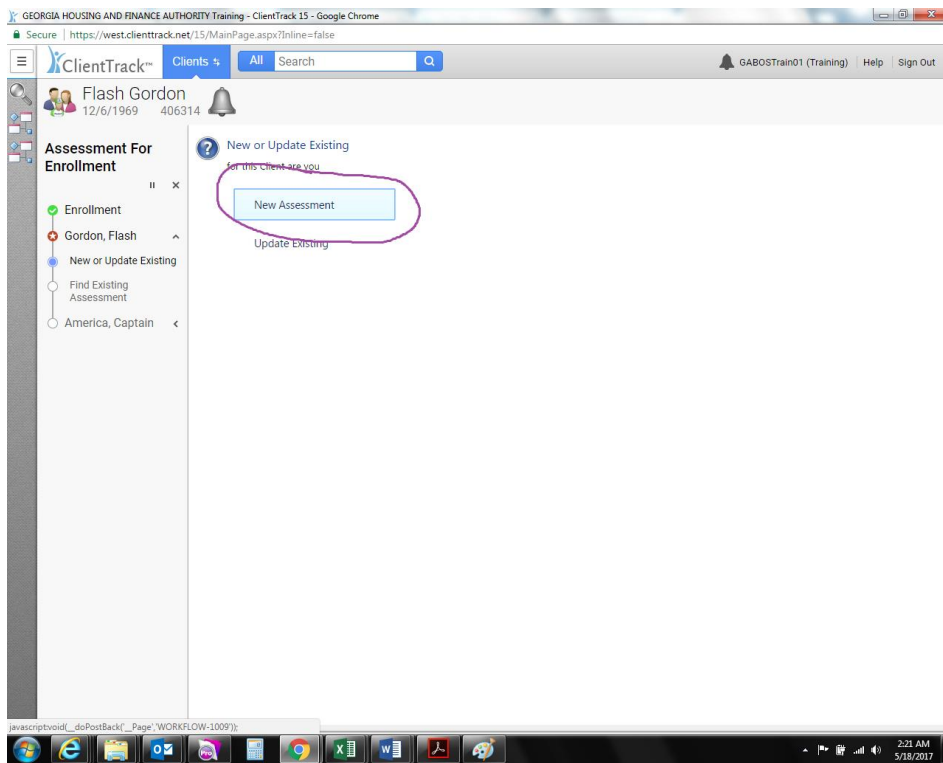 GEORGIA HOUSING AND FINANCE AUTHORITY Training - ClientTrack 15 - Google Chrome
Secure | https://west.clienttrack.net/15/MainPage.aspx?Inline=false
ClientTrack™ Clients All Search GABOSTrain01 (Training) Help Sign Out
Flash Gordon
12/6/1969 406314
Assessment For
Enrollment
Enrollment
Gordon, Flash
New or Update Existing
Find Existing
Assessment
America, Captain
New or Update Existing
for this Client are you
New Assessment
Update Existing
javascript:void(__doPostBack('__Page','WORKFLOW-1009'));
2:21 AM
5/18/2017